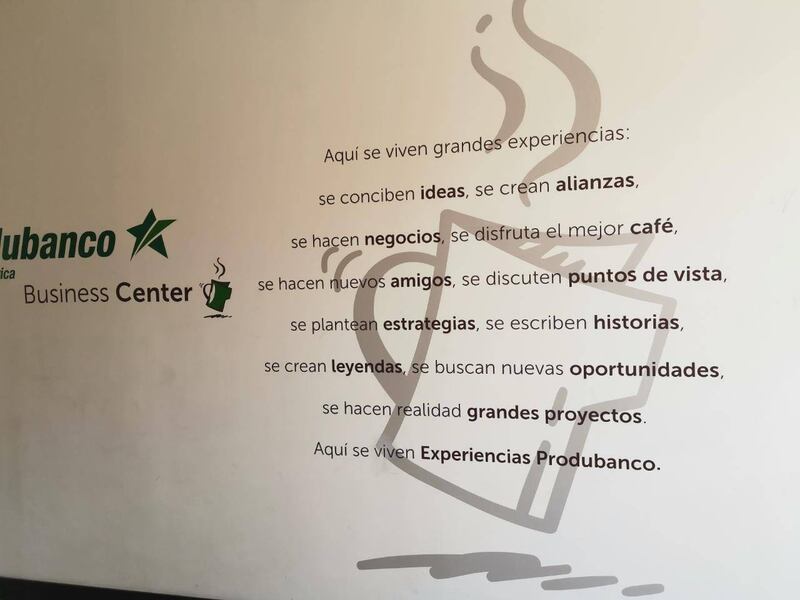 Aquí se viven grandes experiencias:
se conciben ideas, se crean alianzas,
se hacen negocios, se disfruta el mejor café,
se hacen nuevos amigos, se discuten puntos de vista,
se plantean estrategias, se escriben historias,
se crean leyendas, se buscan nuevas oportunidades,
se hacen realidad grandes proyectos.
Aquí se viven Experiencias Produbanco.
dubanco
ica
Business Center